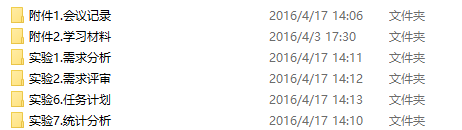 附件1.会议记录 2016/4/17 14:06 文件夹
附件2.学习材料 2016/4/3 17:30 文件夹
实验1.需求分析 2016/4/17 14:11 文件夹
实验2.需求评审 2016/4/17 14:12 文件夹
实验6.任务计划 2016/4/17 14:13 文件夹
实验7.统计分析 2016/4/17 14:10 文件夹